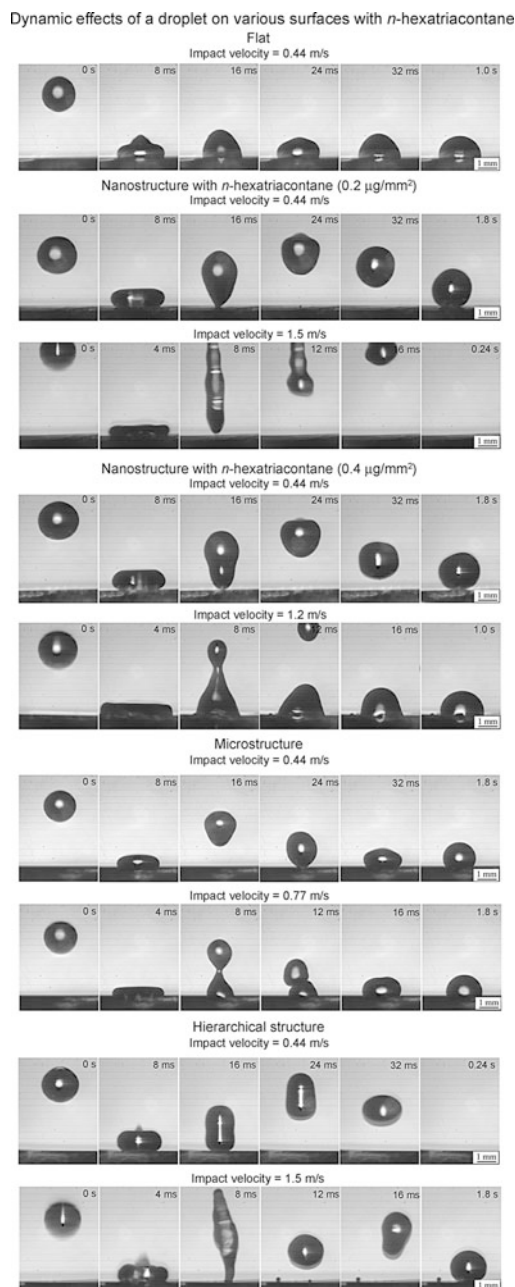 Dynamic effects of a droplet on various surfaces with n-hexatriacontane
Flat
Impact velocity = 0.44 m/s
0 s 8 ms 16 ms 24 ms 32 ms 1.0 s
1 mm
Nanostructure with n-hexatriacontane (0.2 μg/mm²)
Impact velocity = 0.44 m/s
0 s 8 ms 16 ms 24 ms 32 ms 1.8 s
1 mm
Impact velocity = 1.5 m/s
0 s 4 ms 8 ms 12 ms 16 ms 0.24 s
1 mm
Nanostructure with n-hexatriacontane (0.4 μg/mm²)
Impact velocity = 0.44 m/s
0 s 8 ms 16 ms 24 ms 32 ms 1.8 s
1 mm
Impact velocity = 1.2 m/s
0 s 4 ms 8 ms 12 ms 16 ms 1.0 s
1 mm
Microstructure
Impact velocity = 0.44 m/s
0 s 8 ms 16 ms 24 ms 32 ms 1.8 s
1 mm
Impact velocity = 0.77 m/s
0 s 4 ms 8 ms 12 ms 16 ms 1.8 s
1 mm
Hierarchical structure
Impact velocity = 0.44 m/s
0 s 8 ms 16 ms 24 ms 32 ms 0.24 s
1 mm
Impact velocity = 1.5 m/s
0 s 4 ms 8 ms 12 ms 16 ms 1.8 s
1 mm